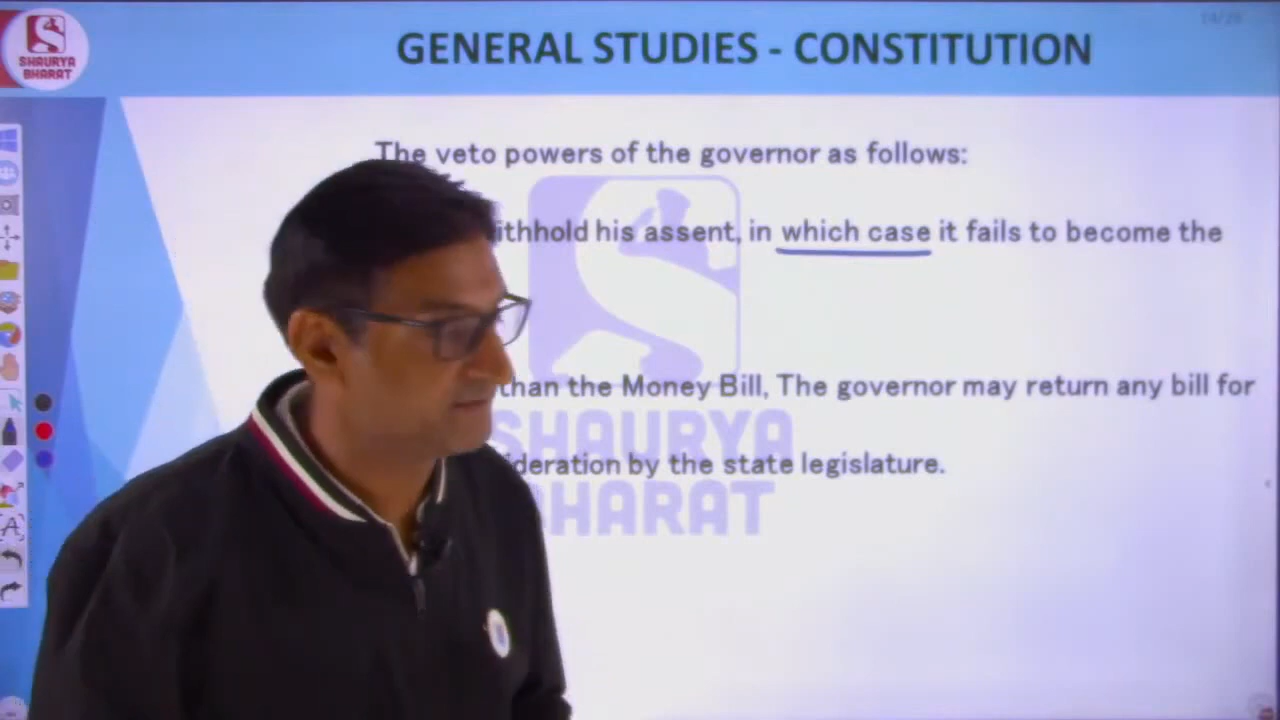 14/28
SHAURYA
BHARAT
GENERAL STUDIES - CONSTITUTION
The veto powers of the governor as follows:
ithhold his assent, in which case it fails to become the
than the Money Bill, The governor may return any bill for
ideration by the state legislature.
SHAURYA
BHARAT
A